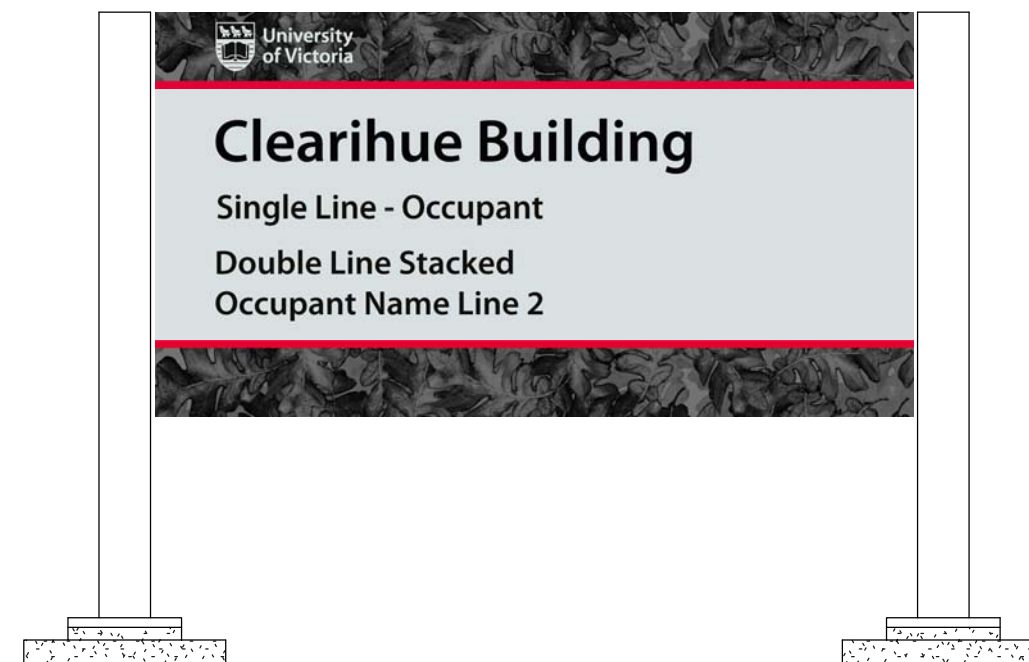 University
of Victoria
Clearihue Building
Single Line - Occupant
Double Line Stacked
Occupant Name Line 2